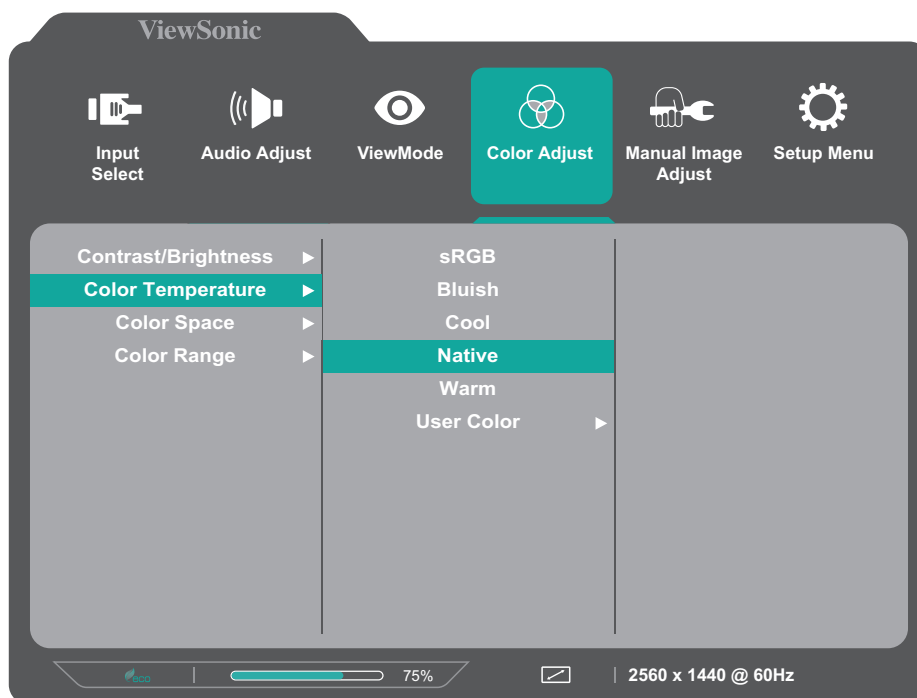 ViewSonic
Input Select
Audio Adjust
ViewMode
Color Adjust
Manual Image Adjust
Setup Menu
Contrast/Brightness ▶
Color Temperature ▶
Color Space ▶
Color Range ▶
sRGB
Bluish
Cool
Native
Warm
User Color ▶
eco
75%
2560 x 1440 @ 60Hz